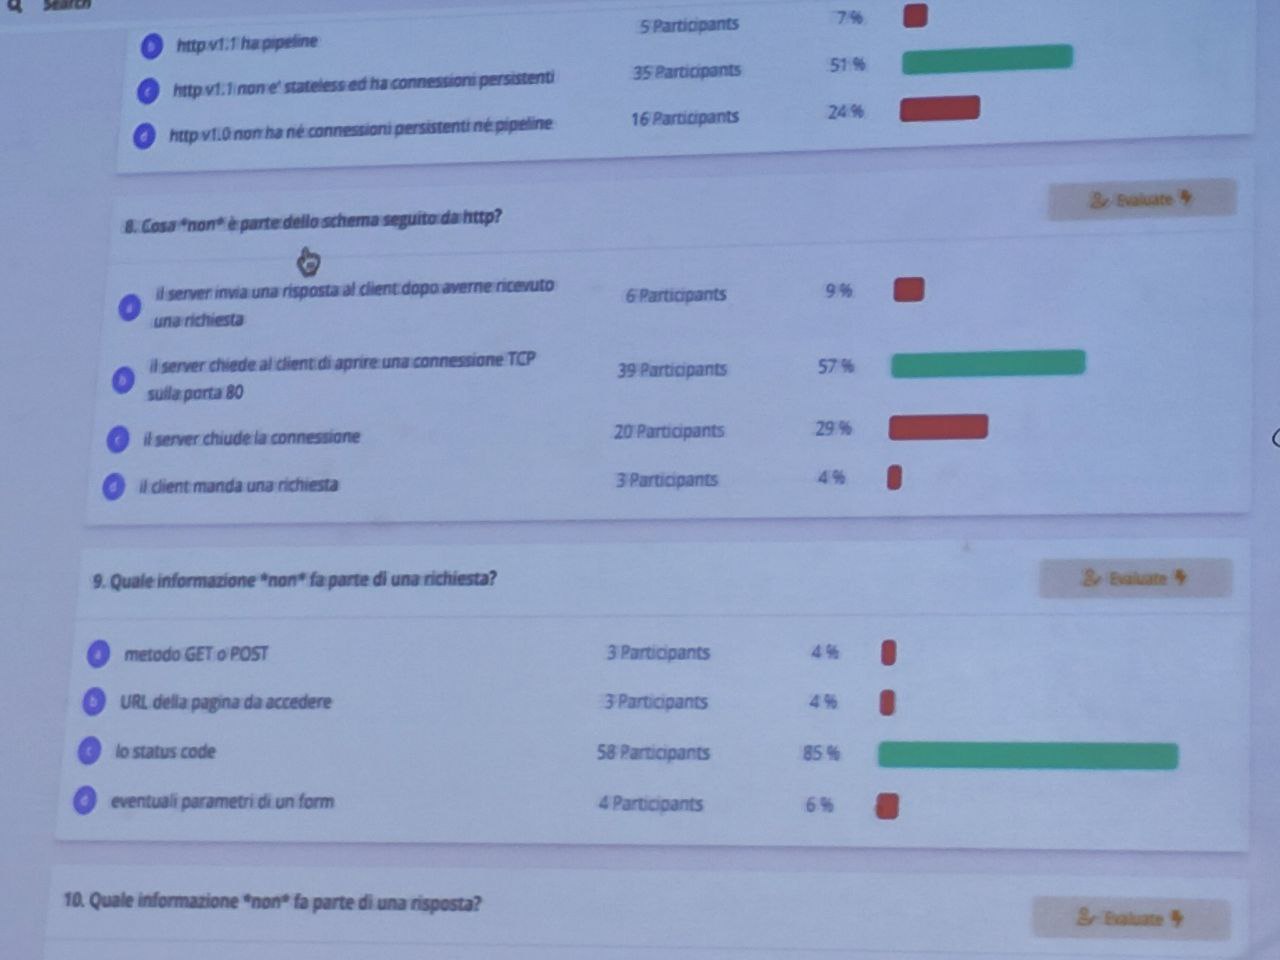 Search
b http v1.1 ha pipeline 5 Participants 7 %
c http v1.1 non e' stateless ed ha connessioni persistenti 35 Participants 51 %
d http v1.0 non ha né connessioni persistenti né pipeline 16 Participants 24 %
8. Cosa *non* è parte dello schema seguito da http? Evaluate
a il server invia una risposta al client dopo averne ricevuto
una richiesta 6 Participants 9 %
b il server chiede al client di aprire una connessione TCP
sulla porta 80 39 Participants 57 %
c il server chiude la connessione 20 Participants 29 %
d il client manda una richiesta 3 Participants 4 %
9. Quale informazione *non* fa parte di una richiesta? Evaluate
a metodo GET o POST 3 Participants 4 %
b URL della pagina da accedere 3 Participants 4 %
c lo status code 58 Participants 85 %
d eventuali parametri di un form 4 Participants 6 %
10. Quale informazione *non* fa parte di una risposta? Evaluate